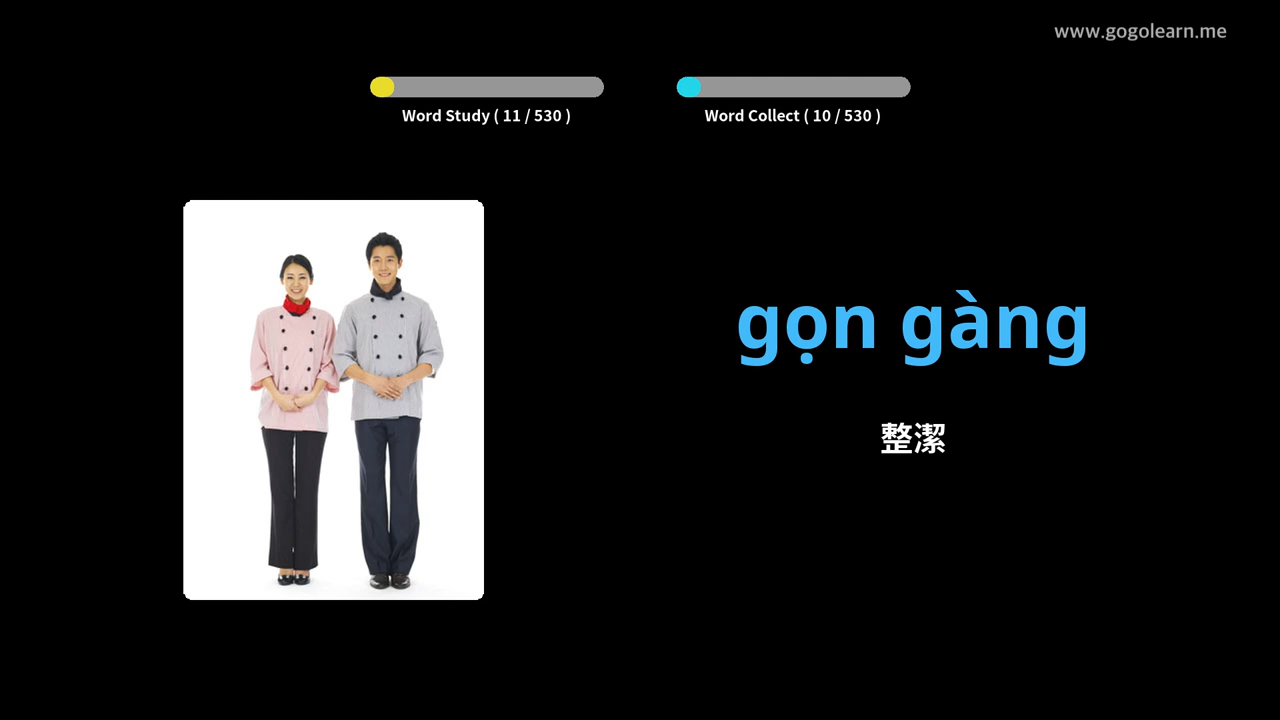 www.gogolearn.me
Word Study ( 11 / 530 )
Word Collect ( 10 / 530 )
gọn gàng
整潔